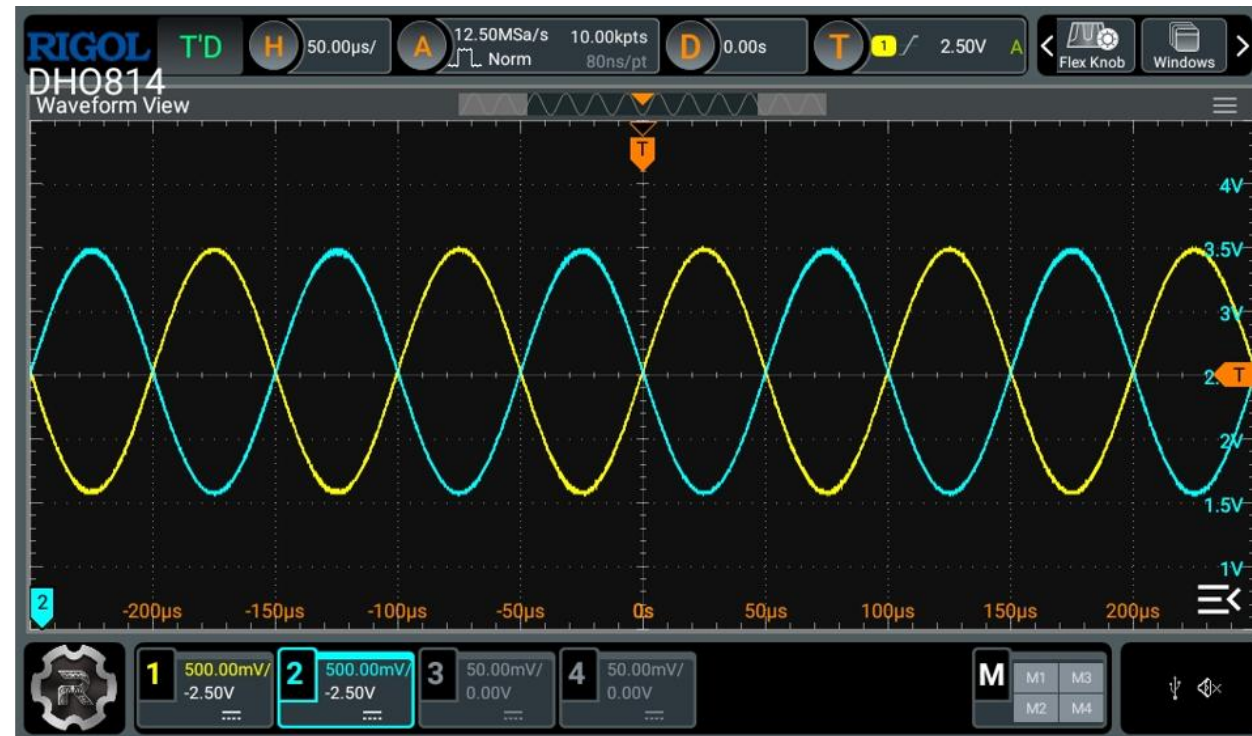 RIGOL T'D H 50.00μs/ A 12.50MSa/s 10.00kpts D 0.00s T 1 2.50V A < Flex Knob Windows >
Norm 80ns/pt
DHO814
Waveform View
T
4V
3.5V
3V
2. T
2V
1.5V
1V
2
-200μs -150μs -100μs -50μs 0s 50μs 100μs 150μs 200μs
1 500.00mV/ 2 500.00mV/ 3 50.00mV/ 4 50.00mV/ M M1 M3
-2.50V -2.50V 0.00V 0.00V M2 M4